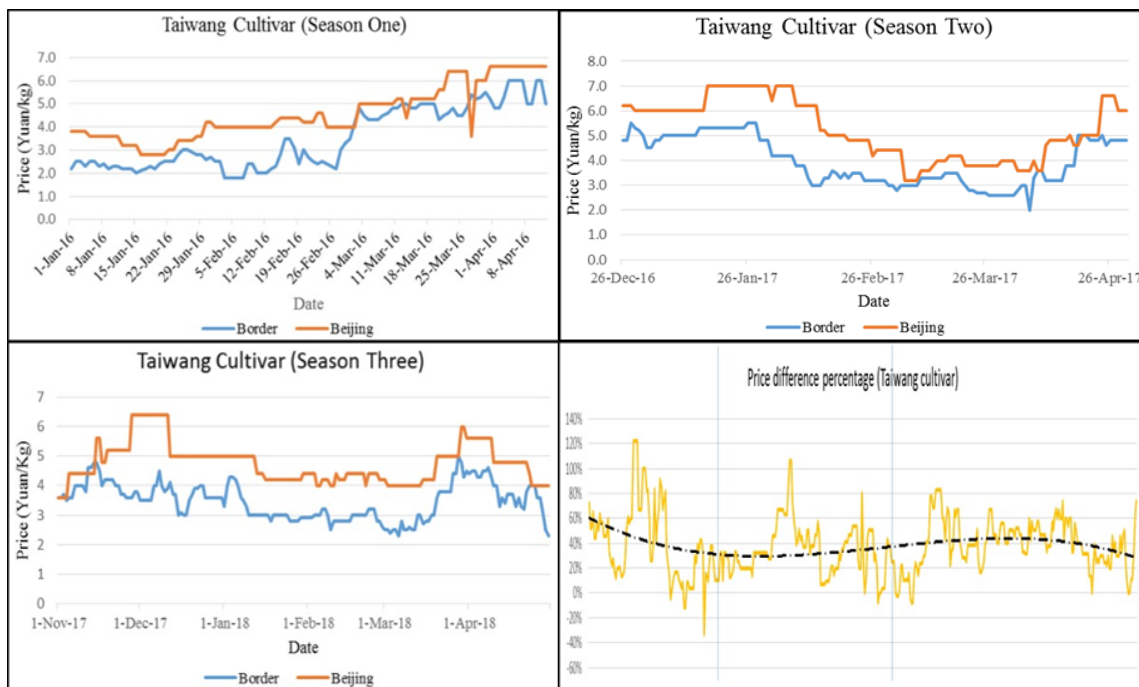 Taiwang Cultivar (Season One)
Price (Yuan/kg)
7.0
6.0
5.0
4.0
3.0
2.0
1.0
0.0
1-Jan-16
8-Jan-16
15-Jan-16
22-Jan-16
29-Jan-16
5-Feb-16
12-Feb-16
19-Feb-16
26-Feb-16
4-Mar-16
11-Mar-16
18-Mar-16
25-Mar-16
1-Apr-16
8-Apr-16
Date
Border Beijing
Taiwang Cultivar (Season Two)
Price (Yuan/kg)
8.0
7.0
6.0
5.0
4.0
3.0
2.0
1.0
0.0
26-Dec-16 26-Jan-17 26-Feb-17 26-Mar-17 26-Apr-17
Date
Border Beijing
Taiwang Cultivar (Season Three)
Price (Yuan/Kg)
7
6
5
4
3
2
1
0
1-Nov-17 1-Dec-17 1-Jan-18 1-Feb-18 1-Mar-18 1-Apr-18
Date
Border Beijing
Price difference percentage (Taiwang cultivar)
140%
120%
100%
80%
60%
40%
20%
0%
-20%
-40%
-60%